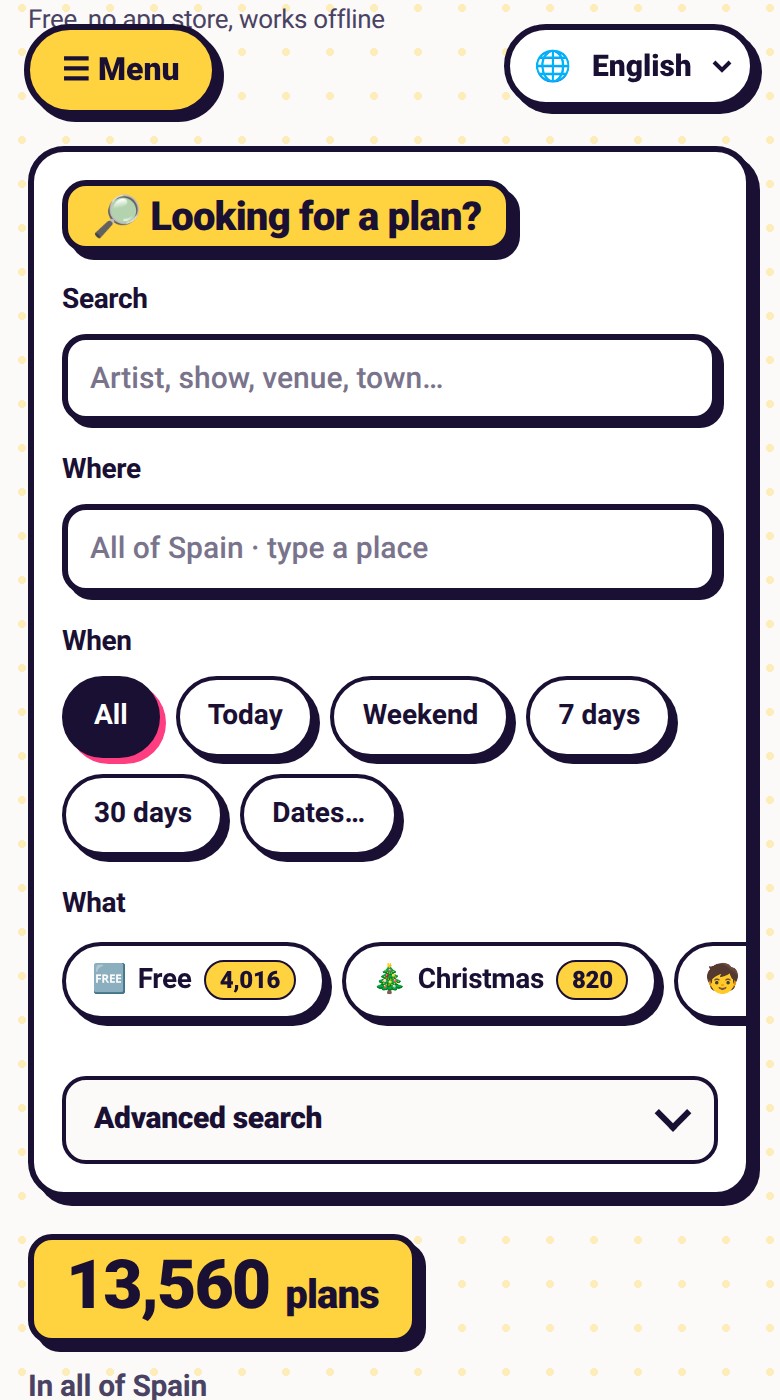 Free, no app store, works offline
☰ Menu
English
Looking for a plan?
Search
Artist, show, venue, town…
Where
All of Spain · type a place
When
All
Today
Weekend
7 days
30 days
Dates…
What
FREE Free 4,016
Christmas 820
Advanced search
13,560 plans
In all of Spain